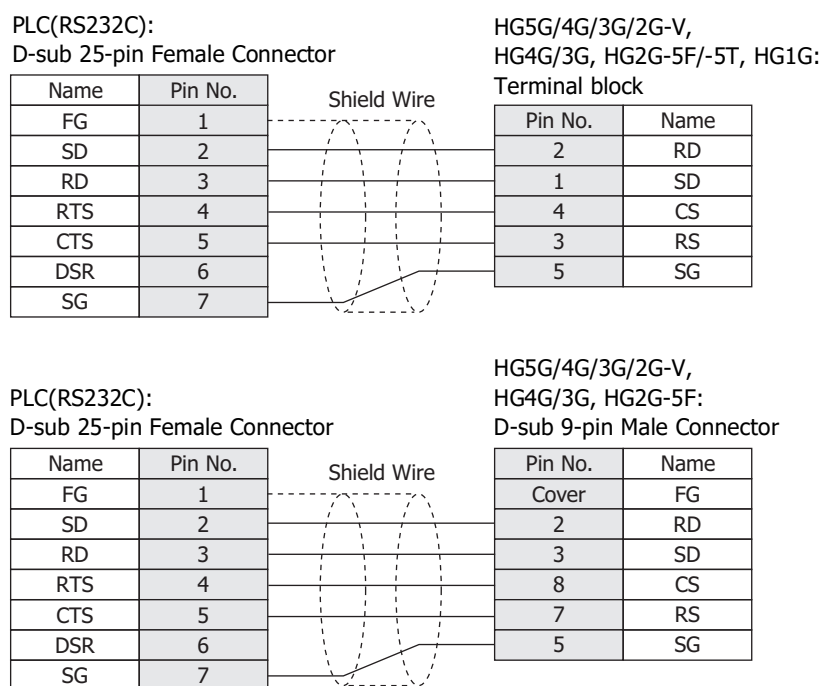 PLC(RS232C):
D-sub 25-pin Female Connector
HG5G/4G/3G/2G-V,
HG4G/3G, HG2G-5F/-5T, HG1G:
Terminal block
Name Pin No.
FG 1
SD 2
RD 3
RTS 4
CTS 5
DSR 6
SG 7
Shield Wire
Pin No. Name
2 RD
1 SD
4 CS
3 RS
5 SG
PLC(RS232C):
D-sub 25-pin Female Connector
HG5G/4G/3G/2G-V,
HG4G/3G, HG2G-5F:
D-sub 9-pin Male Connector
Name Pin No.
FG 1
SD 2
RD 3
RTS 4
CTS 5
DSR 6
SG 7
Shield Wire
Pin No. Name
Cover FG
2 RD
3 SD
8 CS
7 RS
5 SG